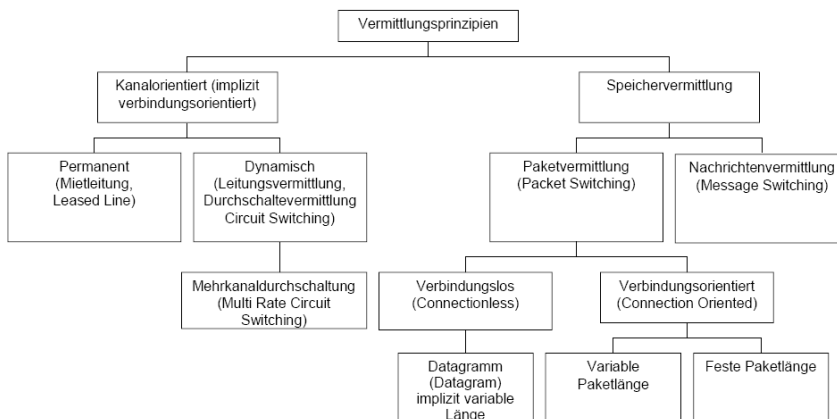 Vermittlungsprinzipien
Kanalorientiert (implizit
verbindungsorientiert)
Speichervermittlung
Permanent
(Mietleitung,
Leased Line)
Dynamisch
(Leitungsvermittlung,
Durchschaltevermittlung
Circuit Switching)
Paketvermittlung
(Packet Switching)
Nachrichtenvermittlung
(Message Switching)
Mehrkanaldurchschaltung
(Multi Rate Circuit
Switching)
Verbindungslos
(Connectionless)
Verbindungsorientiert
(Connection Oriented)
Datagramm
(Datagram)
implizit variable
Länge
Variable
Paketlänge
Feste Paketlänge